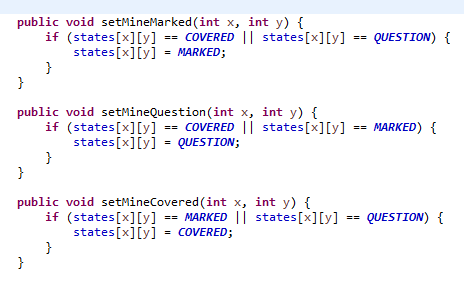 public void setMineMarked(int x, int y) {
    if (states[x][y] == COVERED || states[x][y] == QUESTION) {
        states[x][y] = MARKED;
    }
}

public void setMineQuestion(int x, int y) {
    if (states[x][y] == COVERED || states[x][y] == MARKED) {
        states[x][y] = QUESTION;
    }
}

public void setMineCovered(int x, int y) {
    if (states[x][y] == MARKED || states[x][y] == QUESTION) {
        states[x][y] = COVERED;
    }
}